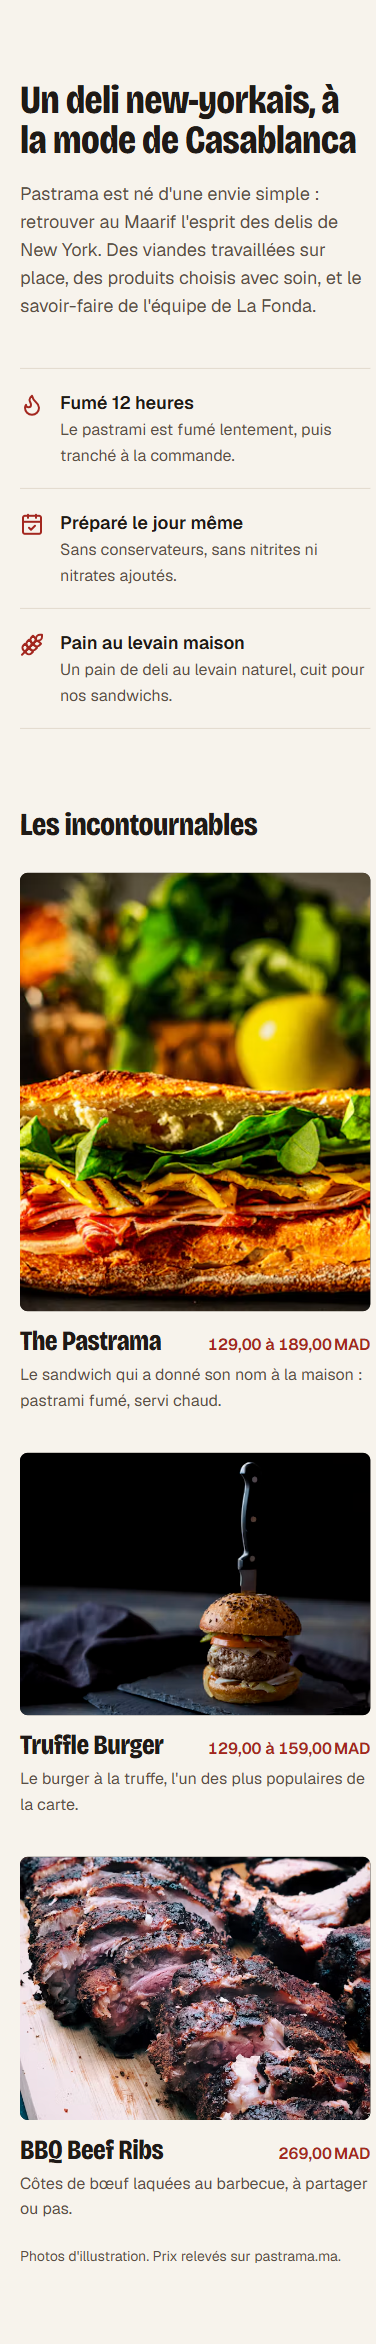 Un deli new-yorkais, à
la mode de Casablanca
Pastrama est né d'une envie simple :
retrouver au Maarif l'esprit des delis de
New York. Des viandes travaillées sur
place, des produits choisis avec soin, et le
savoir-faire de l'équipe de La Fonda.
Fumé 12 heures
Le pastrami est fumé lentement, puis
tranché à la commande.
Préparé le jour même
Sans conservateurs, sans nitrites ni
nitrates ajoutés.
Pain au levain maison
Un pain de deli au levain naturel, cuit pour
nos sandwichs.
Les incontournables
The Pastrama 129,00 à 189,00 MAD
Le sandwich qui a donné son nom à la maison :
pastrami fumé, servi chaud.
Truffle Burger 129,00 à 159,00 MAD
Le burger à la truffe, l'un des plus populaires de
la carte.
BBQ Beef Ribs 269,00 MAD
Côtes de bœuf laquées au barbecue, à partager
ou pas.
Photos d'illustration. Prix relevés sur pastrama.ma.